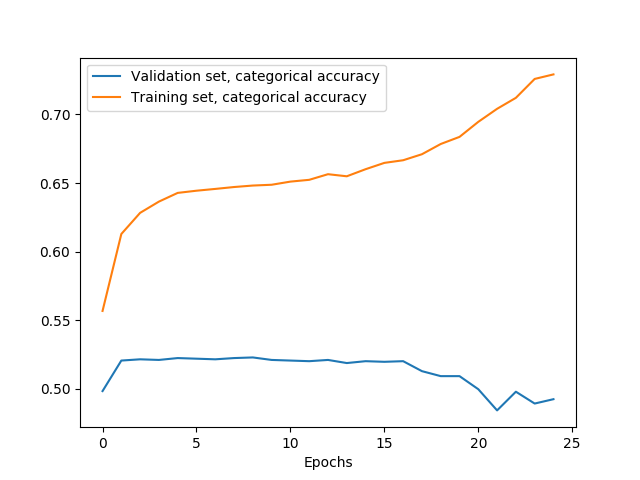 Validation set, categorical accuracy
Training set, categorical accuracy
0.70
0.65
0.60
0.55
0.50
0 5 10 15 20 25
Epochs